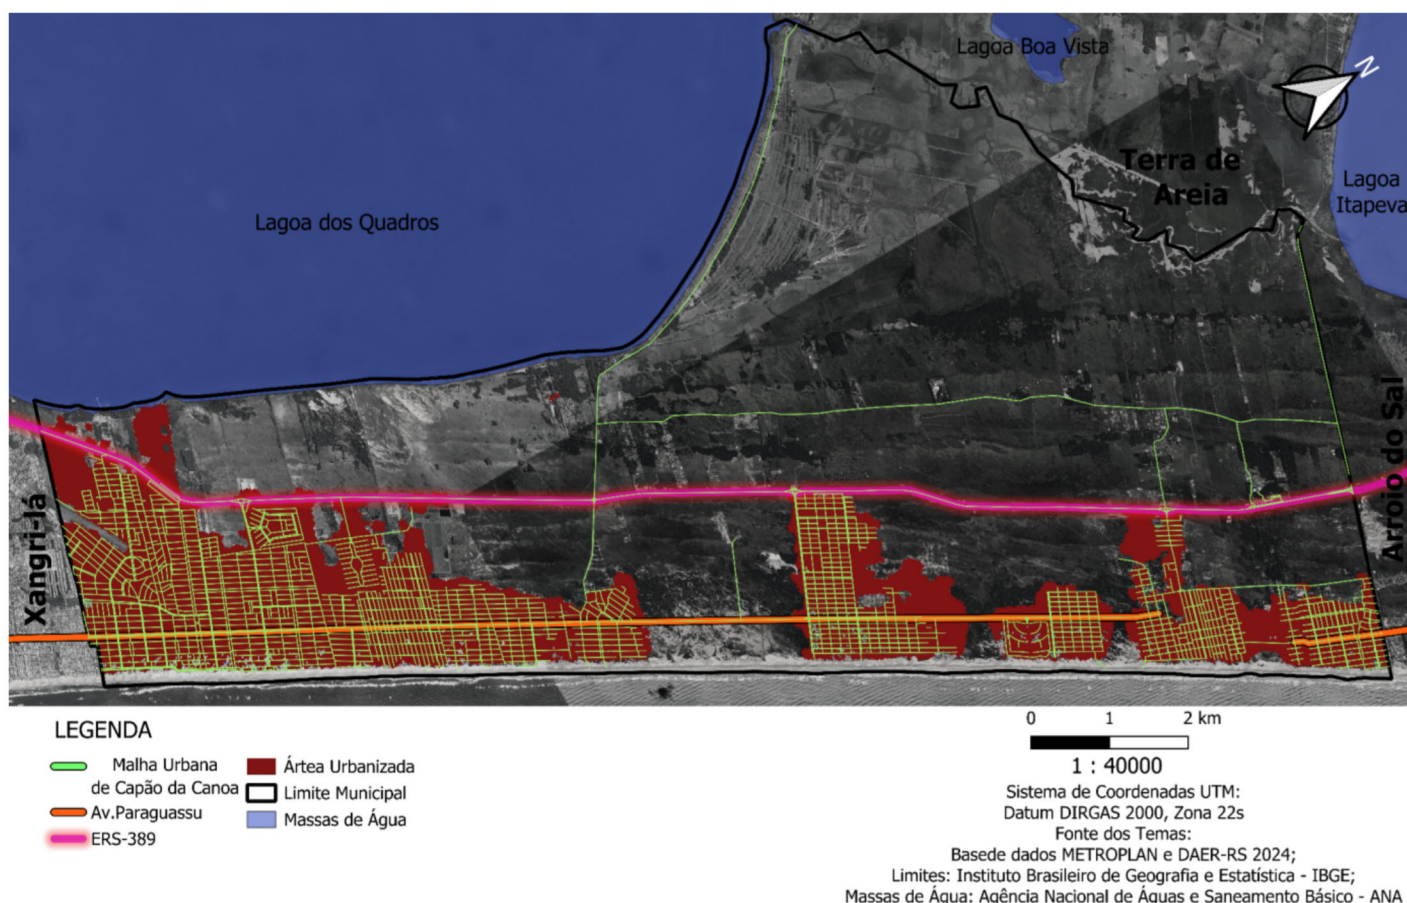 Lagoa Boa Vista
N
Terra de
Areia
Lagoa
Itapeva
Lagoa dos Quadros
Xangri-lá
Arroio do Sal
LEGENDA
Malha Urbana
de Capão da Canoa
Av.Paraguassu
ERS-389
Ártea Urbanizada
Limite Municipal
Massas de Água
0 1 2 km
1 : 40000
Sistema de Coordenadas UTM:
Datum DIRGAS 2000, Zona 22s
Fonte dos Temas:
Basede dados METROPLAN e DAER-RS 2024;
Limites: Instituto Brasileiro de Geografia e Estatística - IBGE;
Massas de Água: Agência Nacional de Águas e Saneamento Básico - ANA